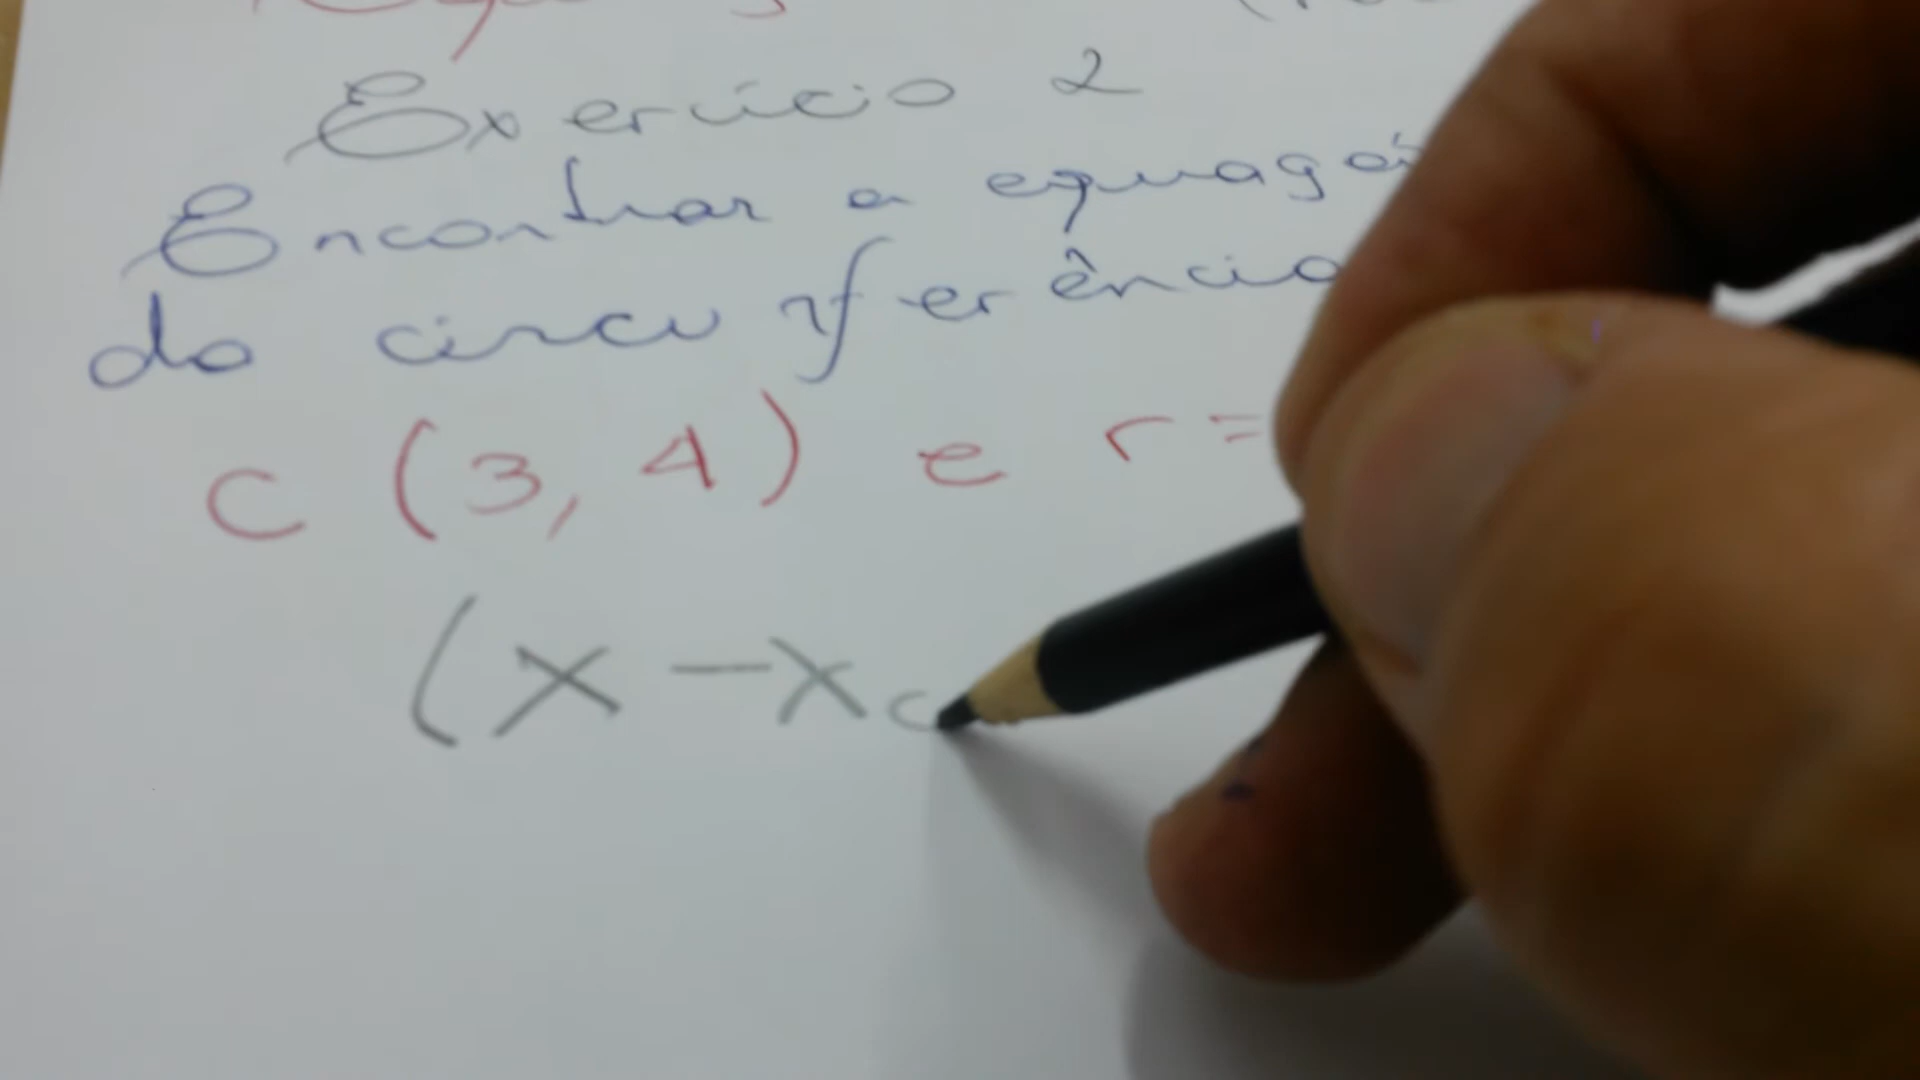 Exercício 2
Encontrar a equação
da circunferência
C (3, 4) e r =
(x - xc